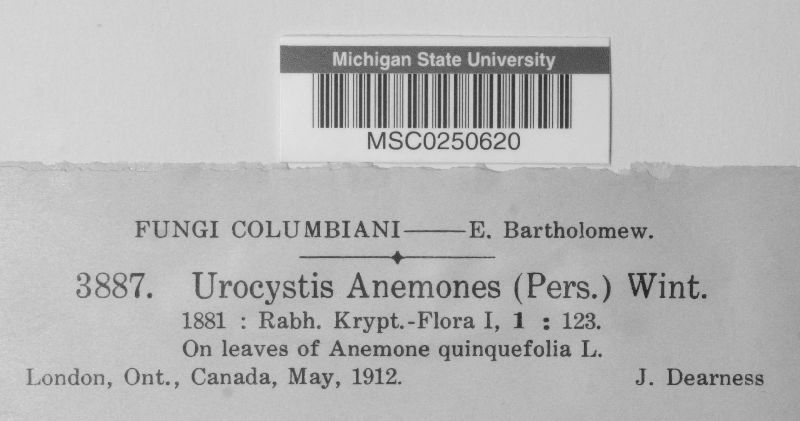 Michigan State University
MSC0250620
FUNGI COLUMBIANI——E. Bartholomew.
3887. Urocystis Anemones (Pers.) Wint.
1881 : Rabh. Krypt.-Flora I, 1 : 123.
On leaves of Anemone quinquefolia L.
London, Ont., Canada, May, 1912. J. Dearness